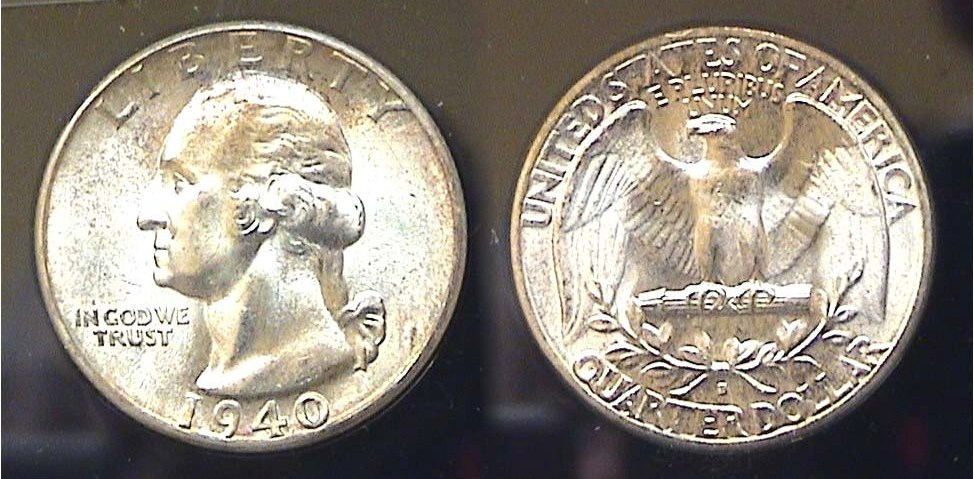 LIBERTY
IN GOD WE
TRUST
1940
UNITED STATES OF AMERICA
E PLURIBUS
UNUM
QUARTER DOLLAR